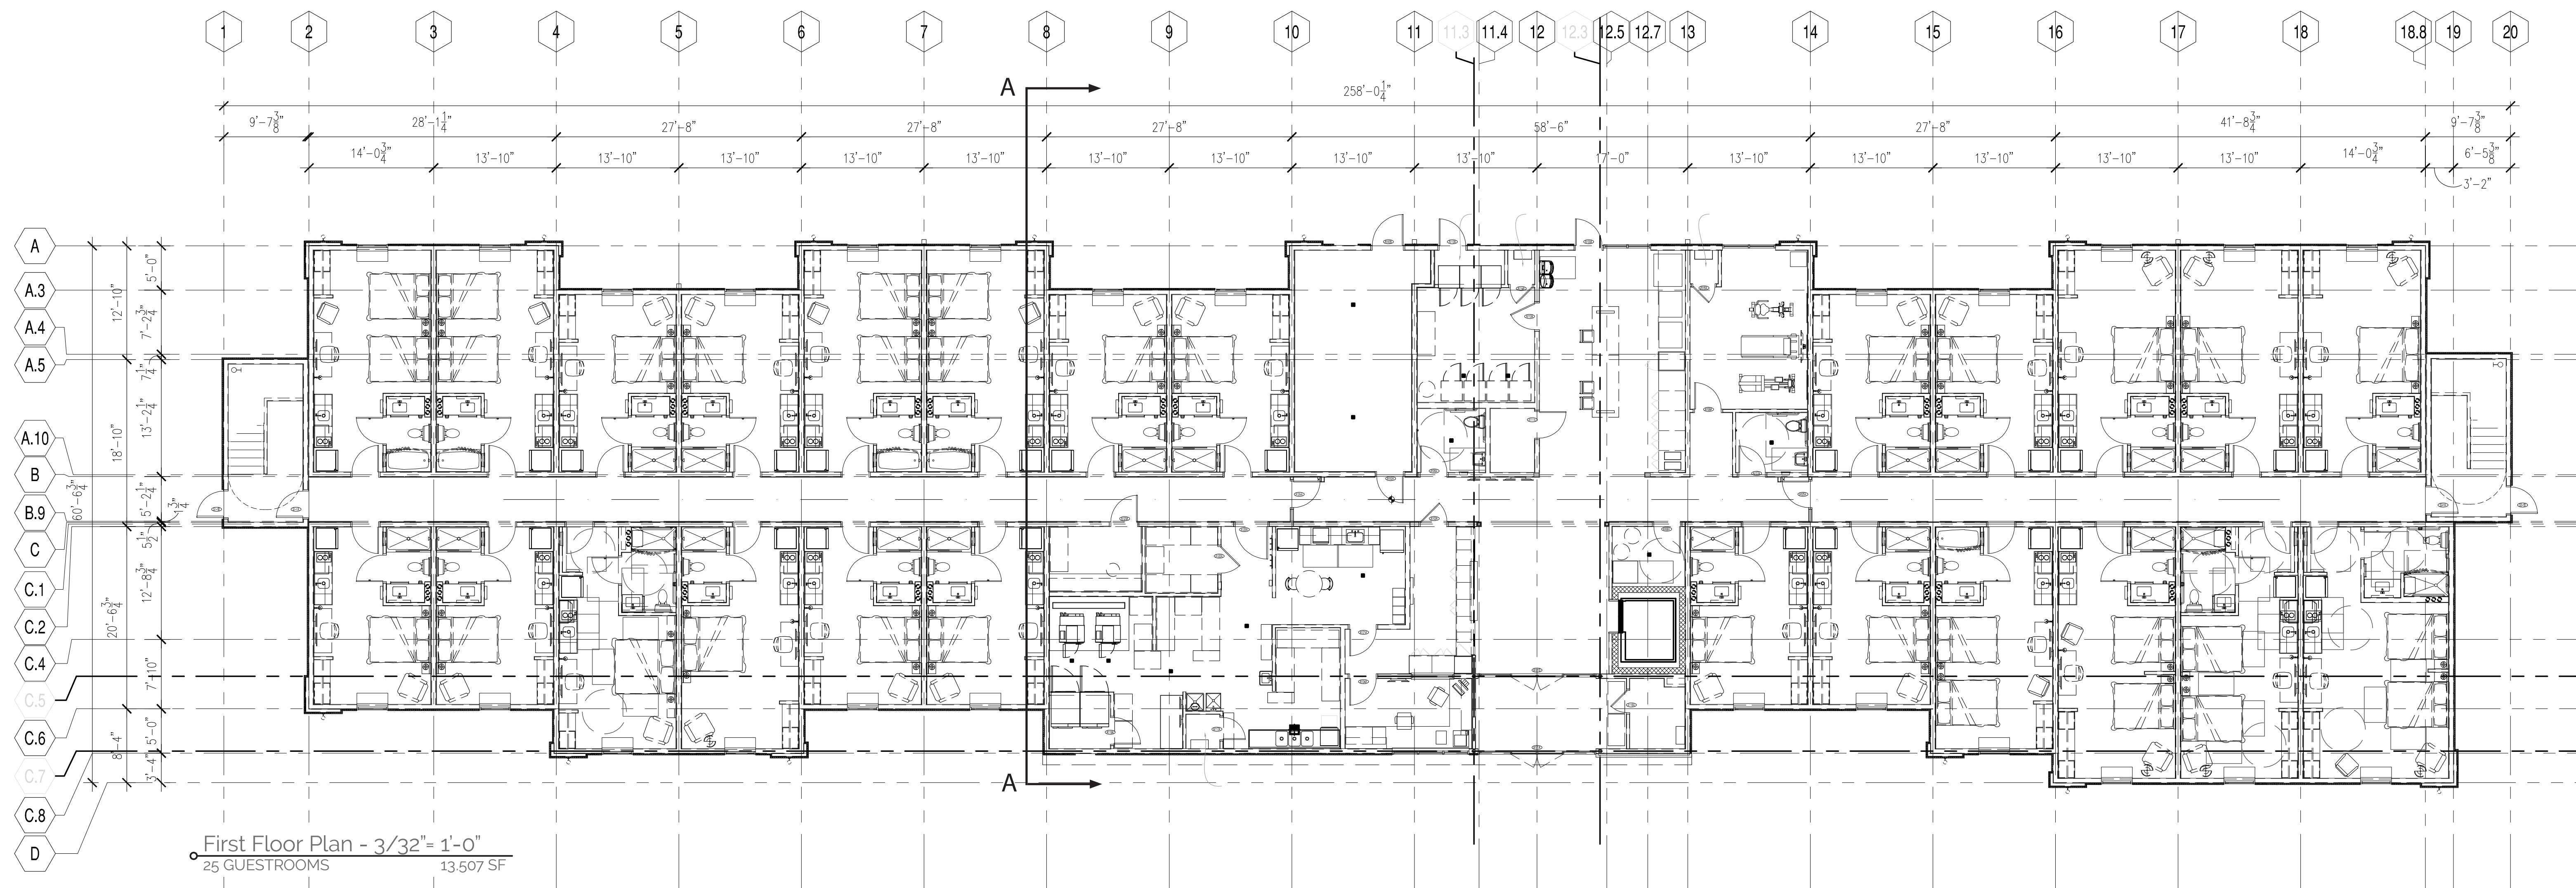 1 2 3 4 5 6 7 8 9 10 11 11.3 11.4 12 12.3 12.5 12.7 13 14 15 16 17 18 18.8 19 20
A
258'-0 1/4"
9'-7 3/8" 28'-1 1/4" 27'-8" 27'-8" 27'-8" 58'-6" 27'-8" 41'-8 3/4" 9'-7 3/8"
14'-0 3/4" 13'-10" 13'-10" 13'-10" 13'-10" 13'-10" 13'-10" 13'-10" 13'-10" 13'-10" 17'-0" 13'-10" 13'-10" 13'-10" 13'-10" 13'-10" 14'-0 3/4" 6'-5 3/8"
3'-2"
A
A.3
A.4
A.5
A.10
B
B.9
C
C.1
C.2
C.4
C.5
C.6
C.7
C.8
D
60'-6 3/4"
12'-10"
18'-10"
20'-6 3/4"
8'-4"
5'-0"
7'-2 3/4"
7 1/4"
13'-2 1/4"
5'-2 1/4"
1 3/4"
5 1/2"
12'-8 3/4"
7'-10"
5'-0"
3'-4"
A
First Floor Plan - 3/32"= 1'-0"
25 GUESTROOMS 13,507 SF